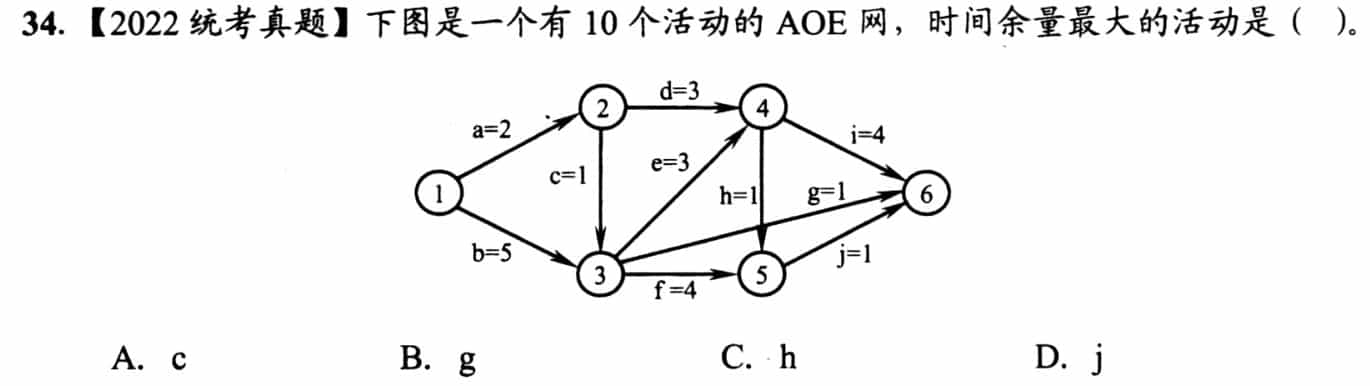 34.【2022 统考真题】下图是一个有 10 个活动的 AOE 网，时间余量最大的活动是（ ）。
d=3
2
4
a=2
i=4
e=3
c=1
1
h=1
g=1
6
b=5
j=1
3
5
f=4
A. c B. g C. h D. j